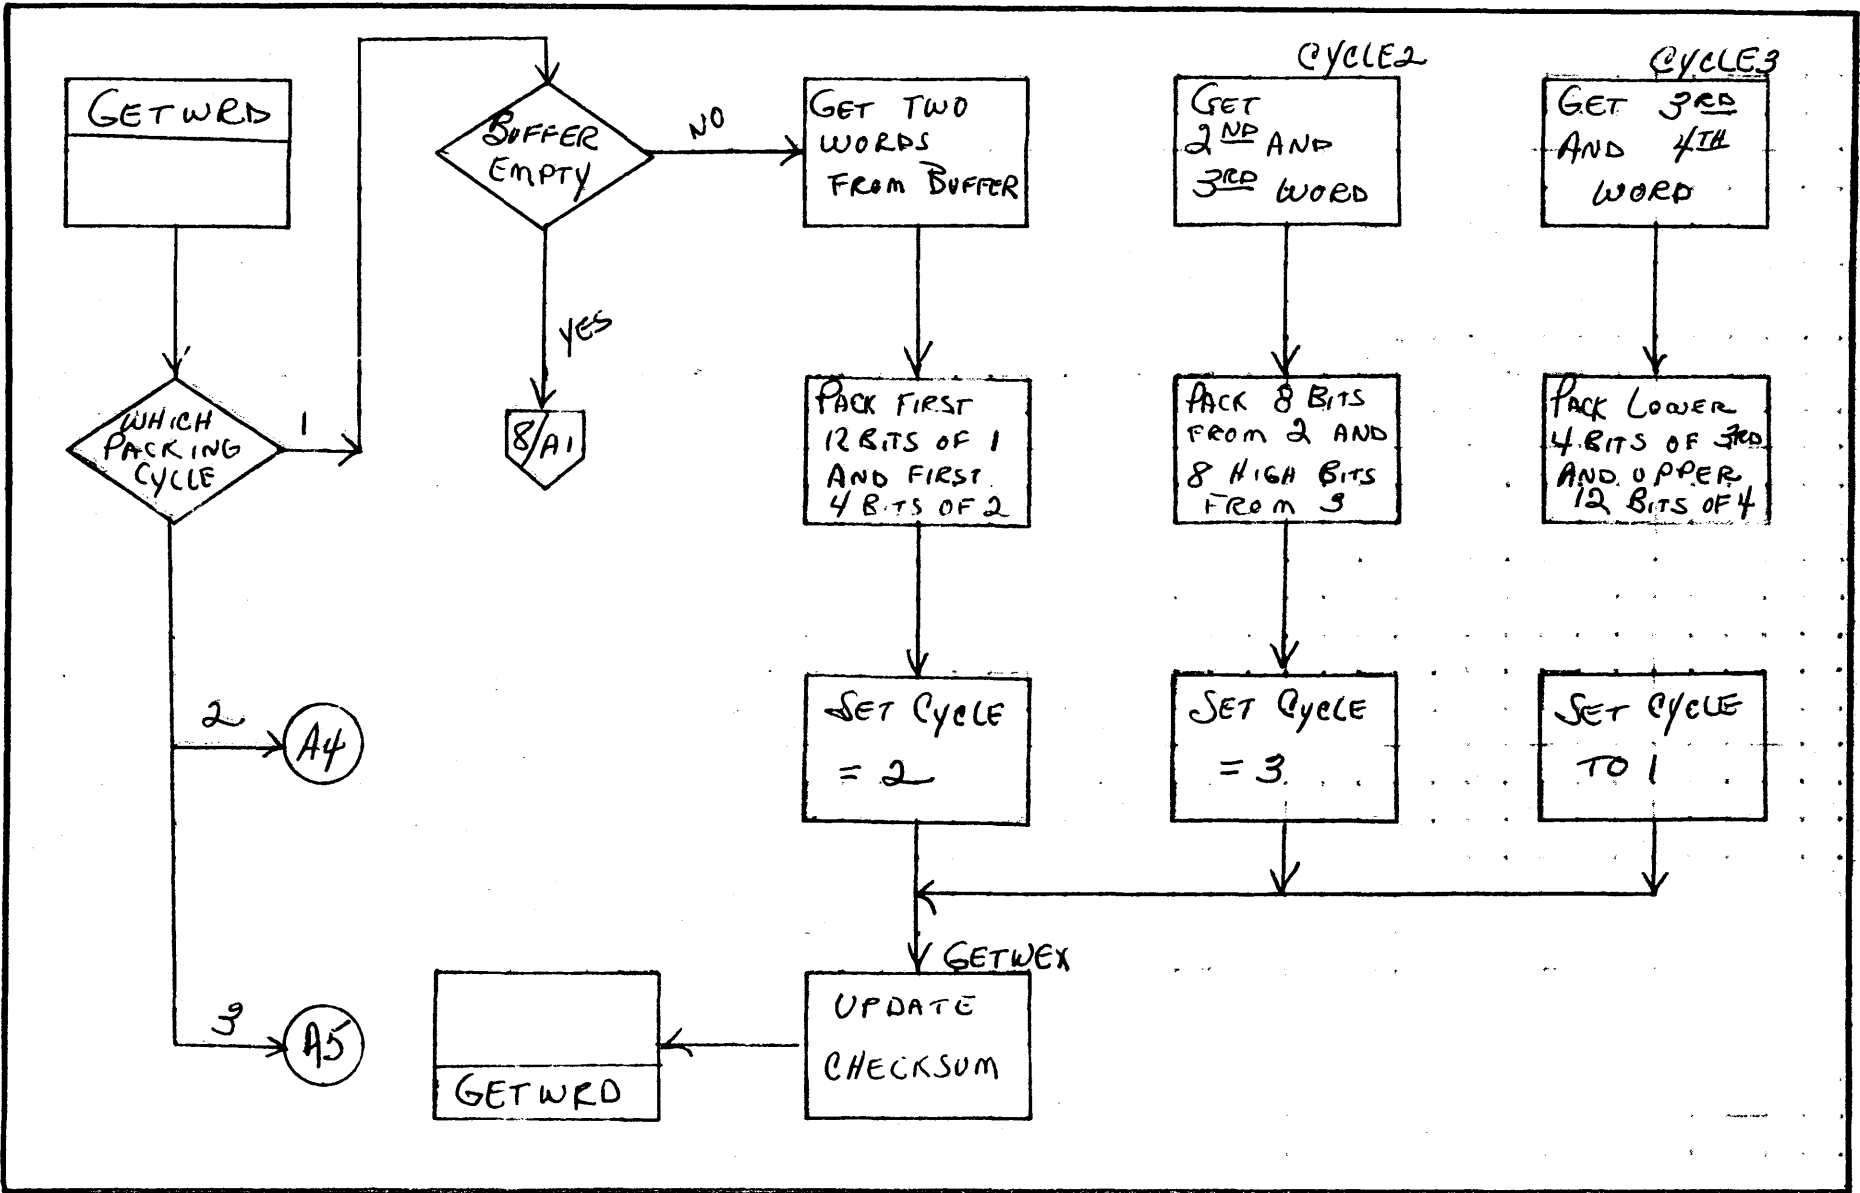 GETWRD
WHICH
PACKING
CYCLE
1
2
A4
3
A5
BUFFER
EMPTY
NO
YES
8/A1
GET TWO
WORDS
FROM BUFFER
PACK FIRST
12 BITS OF 1
AND FIRST
4 BITS OF 2
SET CYCLE
= 2
GETWEX
UPDATE
CHECKSUM
GETWRD
CYCLE2
GET
2ND AND
3RD WORD
PACK 8 BITS
FROM 2 AND
8 HIGH BITS
FROM 3
SET CYCLE
= 3
CYCLE3
GET 3RD
AND 4TH
WORD
PACK LOWER
4 BITS OF 3RD
AND UPPER
12 BITS OF 4
SET CYCLE
TO 1